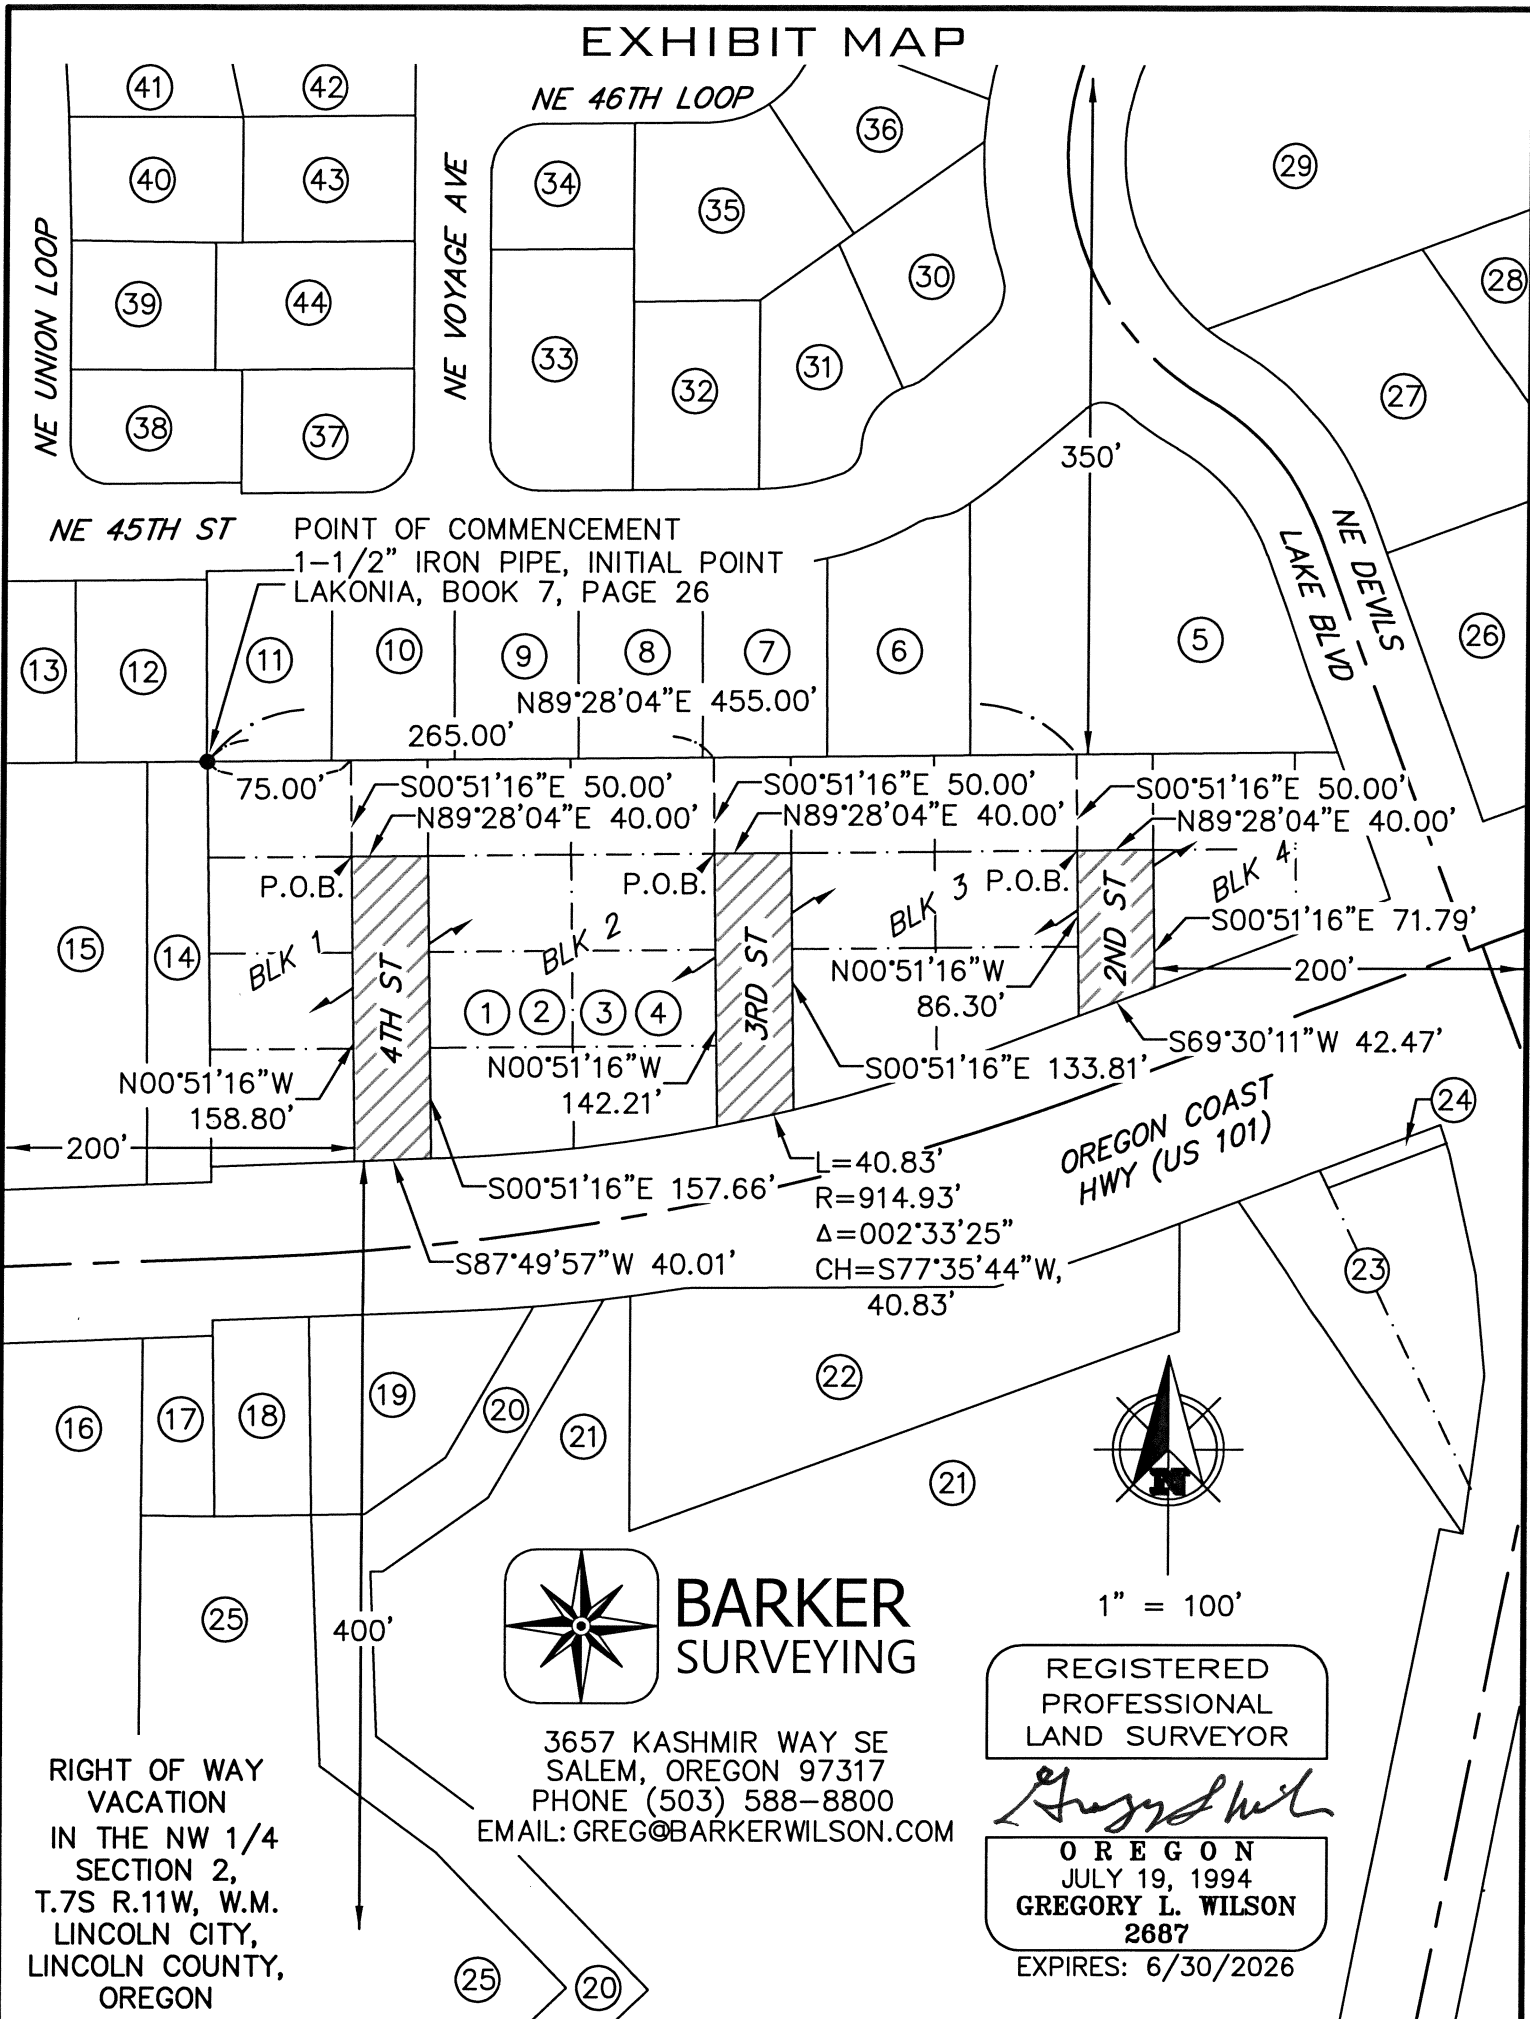 EXHIBIT MAP
41
42
NE 46TH LOOP
36
29
40
43
34
35
NE UNION LOOP
NE VOYAGE AVE
39
44
30
28
33
32
31
27
38
37
350'
NE 45TH ST
POINT OF COMMENCEMENT
1-1/2" IRON PIPE, INITIAL POINT
LAKONIA, BOOK 7, PAGE 26
NE DEVILS
LAKE BLVD
13
12
11
10
9
8
7
6
5
26
N89°28'04"E 455.00'
265.00'
75.00'
S00°51'16"E 50.00'
N89°28'04"E 40.00'
S00°51'16"E 50.00'
N89°28'04"E 40.00'
S00°51'16"E 50.00'
N89°28'04"E 40.00'
P.O.B.
P.O.B.
P.O.B.
BLK 1
BLK 2
BLK 3
BLK 4
15
14
4TH ST
3RD ST
2ND ST
S00°51'16"E 71.79'
200'
N00°51'16"W
86.30'
1
2
3
4
S69°30'11"W 42.47'
N00°51'16"W
158.80'
N00°51'16"W
142.21'
S00°51'16"E 133.81'
200'
OREGON COAST
HWY (US 101)
24
S00°51'16"E 157.66'
L=40.83'
R=914.93'
Δ=002°33'25"
CH=S77°35'44"W,
40.83'
S87°49'57"W 40.01'
23
16
17
18
19
20
21
22
21
N
1" = 100'
25
400'
BARKER
SURVEYING
3657 KASHMIR WAY SE
SALEM, OREGON 97317
PHONE (503) 588-8800
EMAIL: GREG@BARKERWILSON.COM
REGISTERED
PROFESSIONAL
LAND SURVEYOR
OREGON
JULY 19, 1994
GREGORY L. WILSON
2687
EXPIRES: 6/30/2026
RIGHT OF WAY
VACATION
IN THE NW 1/4
SECTION 2,
T.7S R.11W, W.M.
LINCOLN CITY,
LINCOLN COUNTY,
OREGON
25
20